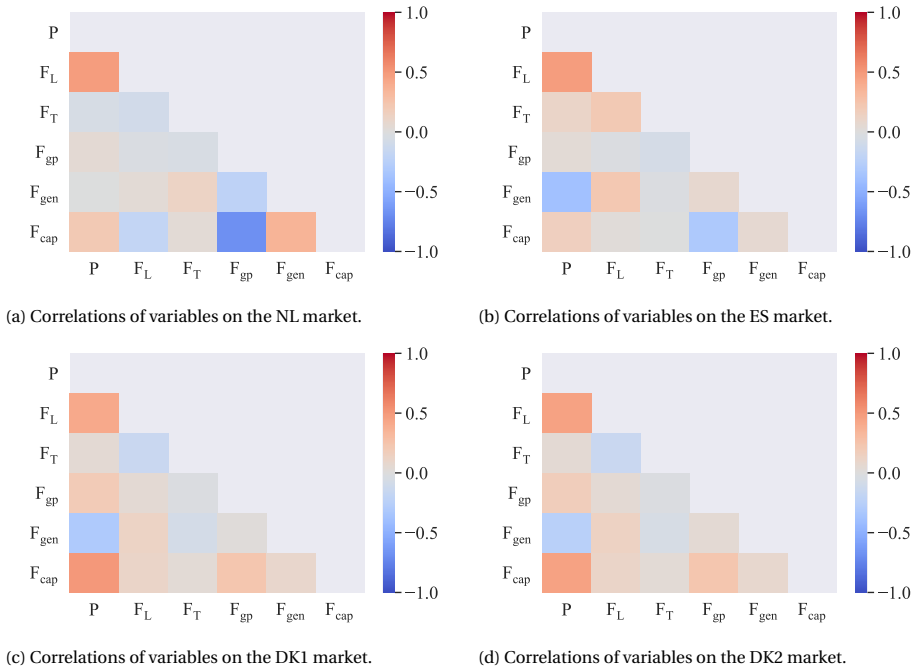 P
F_L
F_T
F_gp
F_gen
F_cap
P F_L F_T F_gp F_gen F_cap
1.0
0.5
0.0
−0.5
−1.0
(a) Correlations of variables on the NL market.
P
F_L
F_T
F_gp
F_gen
F_cap
P F_L F_T F_gp F_gen F_cap
1.0
0.5
0.0
−0.5
−1.0
(b) Correlations of variables on the ES market.
P
F_L
F_T
F_gp
F_gen
F_cap
P F_L F_T F_gp F_gen F_cap
1.0
0.5
0.0
−0.5
−1.0
(c) Correlations of variables on the DK1 market.
P
F_L
F_T
F_gp
F_gen
F_cap
P F_L F_T F_gp F_gen F_cap
1.0
0.5
0.0
−0.5
−1.0
(d) Correlations of variables on the DK2 market.